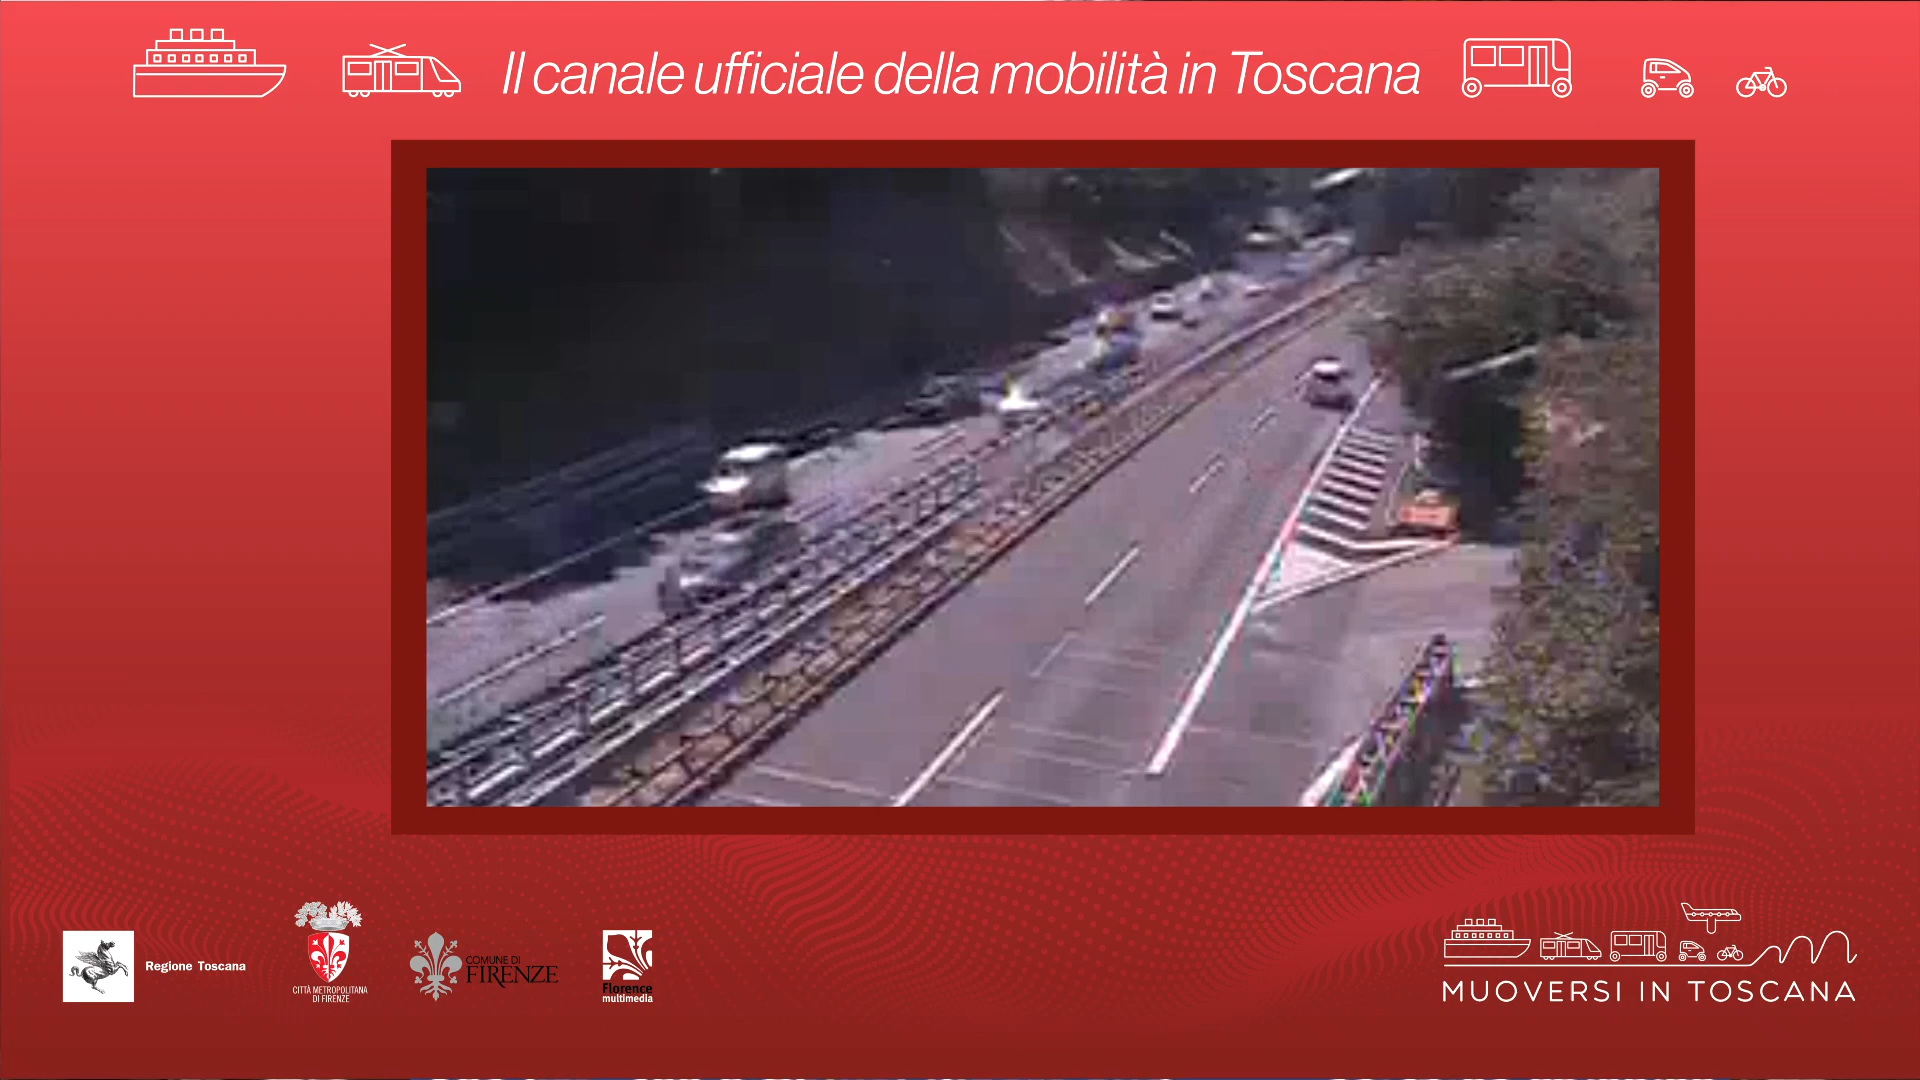 Il canale ufficiale della mobilità in Toscana
Regione Toscana
CITTÀ METROPOLITANA
DI FIRENZE
COMUNE DI
FIRENZE
Florence
multimedia
MUOVERSI IN TOSCANA